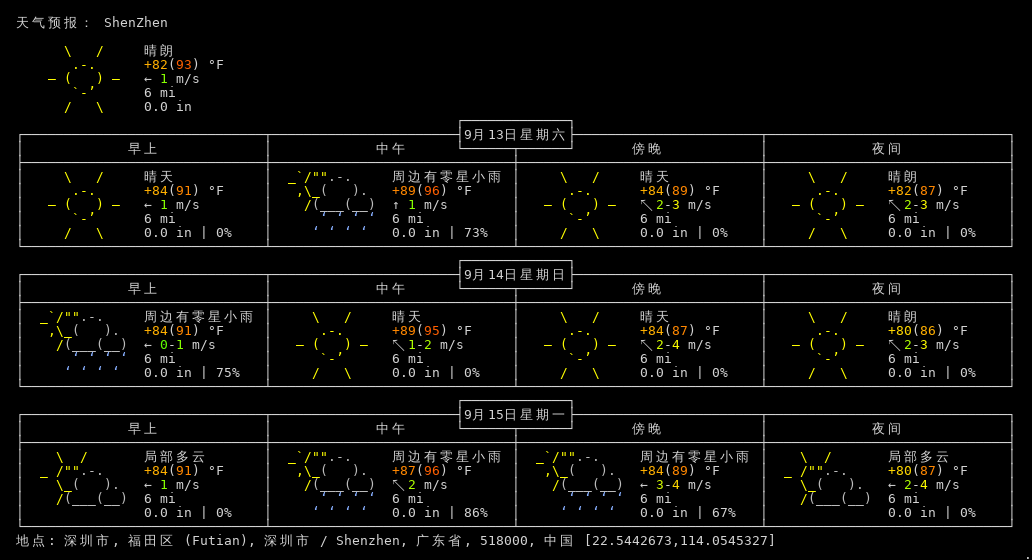 天气预报： ShenZhen
晴朗
+82(93) °F
← 1 m/s
6 mi
0.0 in
9月13日星期六
早上 中午 傍晚 夜间
晴天 周边有零星小雨 晴天 晴朗
+84(91) °F +89(96) °F +84(89) °F +82(87) °F
← 1 m/s ↑ 1 m/s ↖ 2-3 m/s ↖ 2-3 m/s
6 mi 6 mi 6 mi 6 mi
0.0 in | 0% 0.0 in | 73% 0.0 in | 0% 0.0 in | 0%
9月14日星期日
早上 中午 傍晚 夜间
周边有零星小雨 晴天 晴天 晴朗
+84(91) °F +89(95) °F +84(87) °F +80(86) °F
← 0-1 m/s ↖ 1-2 m/s ↖ 2-4 m/s ↖ 2-3 m/s
6 mi 6 mi 6 mi 6 mi
0.0 in | 75% 0.0 in | 0% 0.0 in | 0% 0.0 in | 0%
9月15日星期一
早上 中午 傍晚 夜间
局部多云 周边有零星小雨 周边有零星小雨 局部多云
+84(91) °F +87(96) °F +84(89) °F +80(87) °F
← 1 m/s ↖ 2 m/s ← 3-4 m/s ← 2-4 m/s
6 mi 6 mi 6 mi 6 mi
0.0 in | 0% 0.0 in | 86% 0.0 in | 67% 0.0 in | 0%
地点: 深圳市, 福田区 (Futian), 深圳市 / Shenzhen, 广东省, 518000, 中国 [22.5442673,114.0545327]